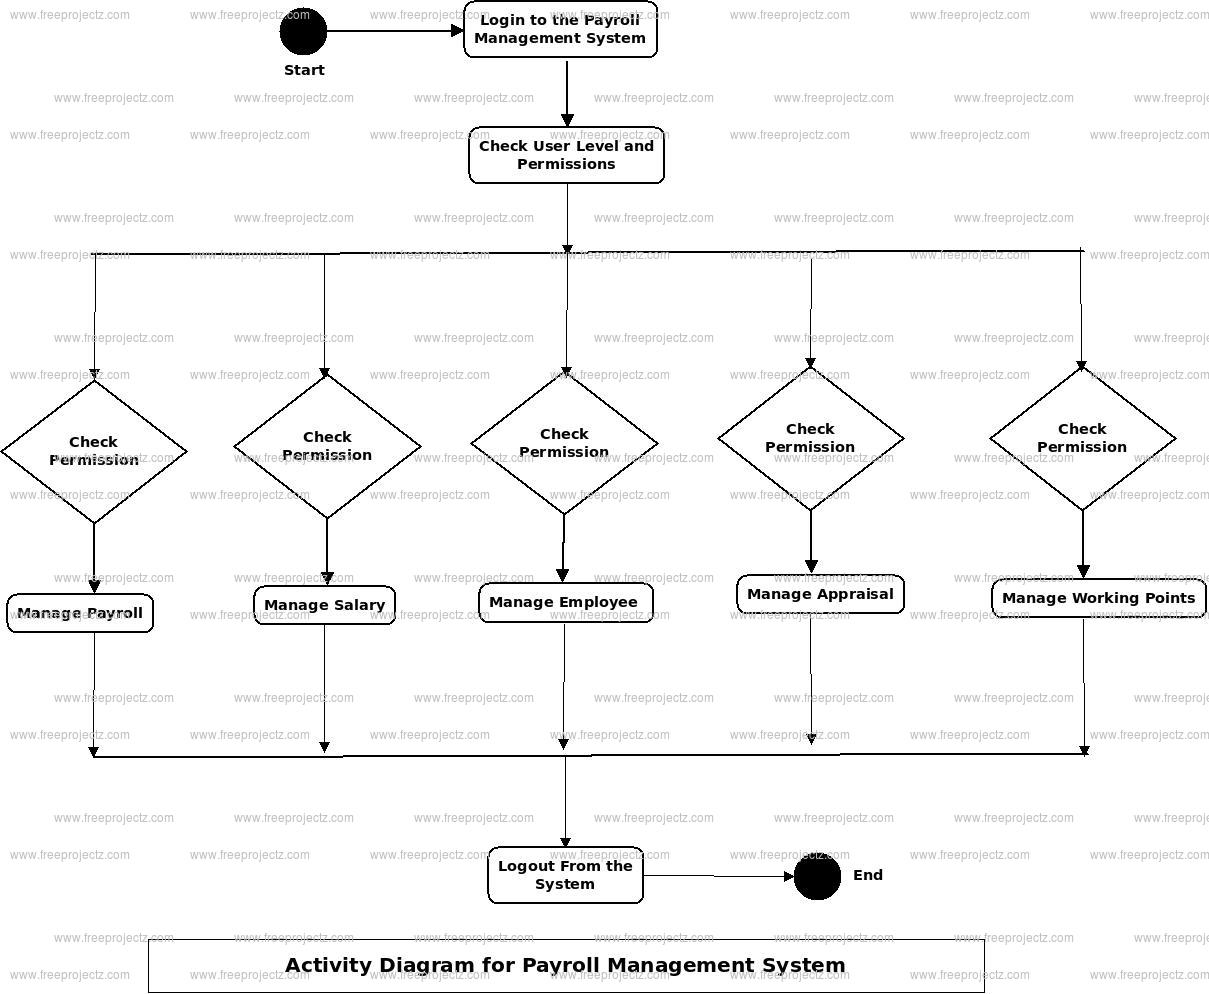 Login to the Payroll
Management System
Start
Check User Level and
Permissions
Check
Permission
Check
Permission
Check
Permission
Check
Permission
Check
Permission
Manage Payroll
Manage Salary
Manage Employee
Manage Appraisal
Manage Working Points
Logout From the
System
End
Activity Diagram for Payroll Management System
www.freeprojectz.com